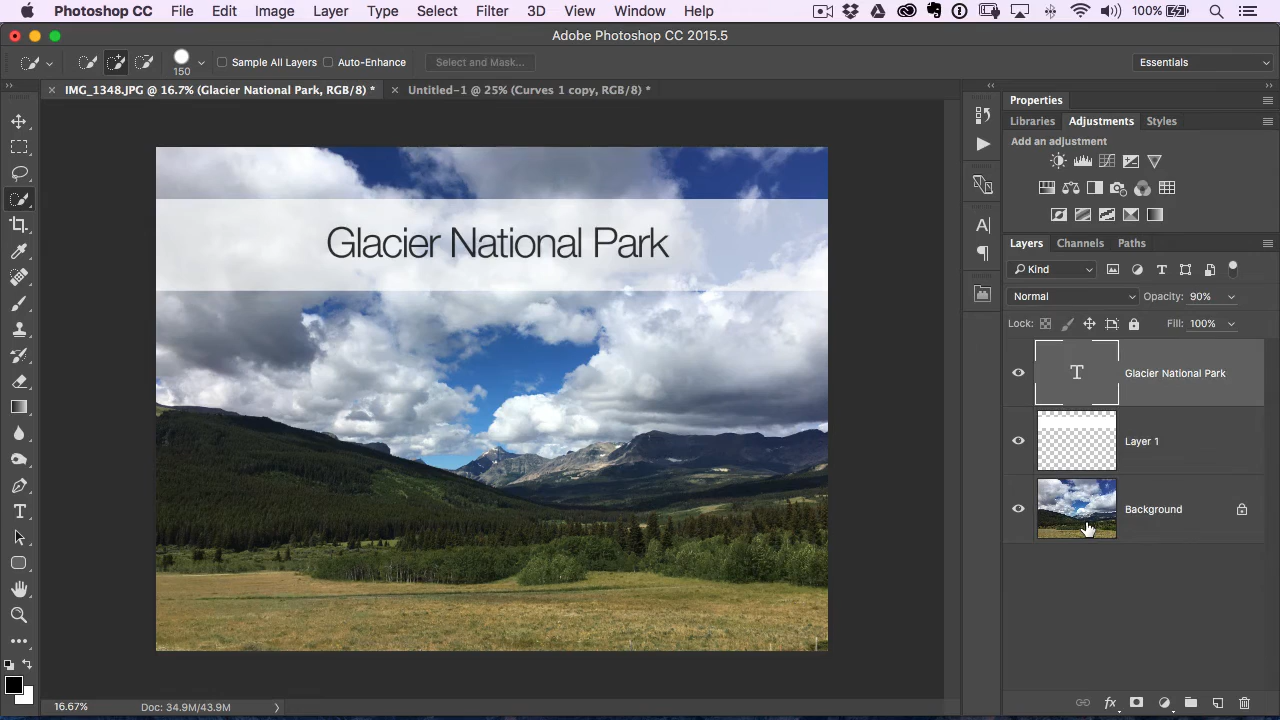 Photoshop CC File Edit Image Layer Type Select Filter 3D View Window Help 100%
Adobe Photoshop CC 2015.5
150 Sample All Layers Auto-Enhance Select and Mask... Essentials
IMG_1348.JPG @ 16.7% (Glacier National Park, RGB/8) * Untitled-1 @ 25% (Curves 1 copy, RGB/8) *
Properties
Libraries Adjustments Styles
Add an adjustment
Layers Channels Paths
Kind
Normal Opacity: 90%
Lock: Fill: 100%
Glacier National Park
Glacier National Park
Layer 1
Background
16.67% Doc: 34.9M/43.9M